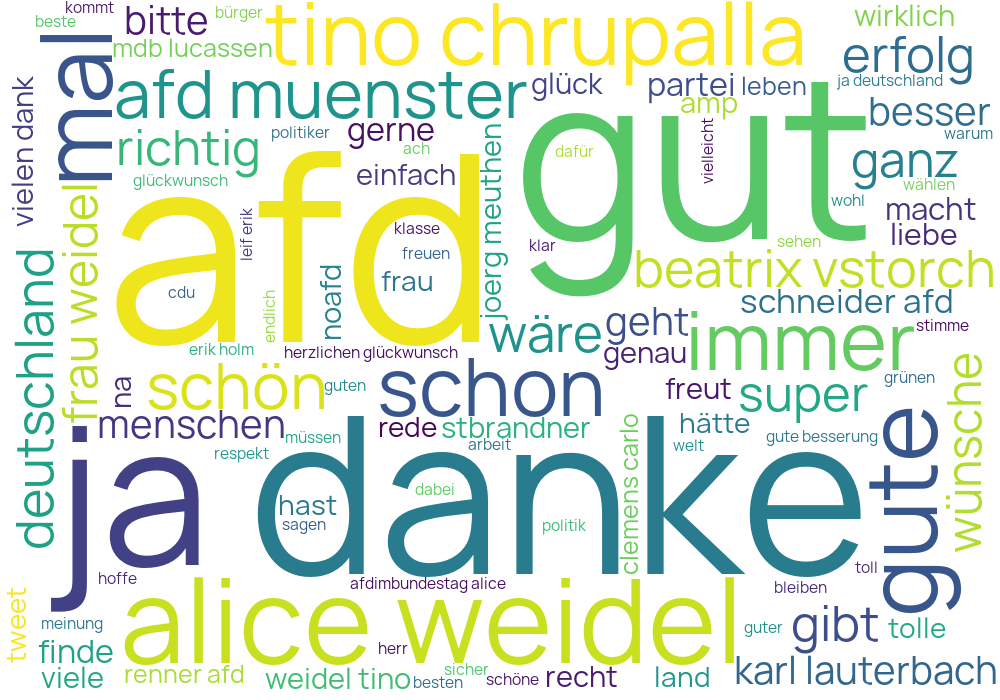 kommt
bürger
beste
bitte
tino chrupalla
wirklich
mdb lucassen
erfolg
mal
afd muenster
glück
partei
leben
ja deutschland
vielen dank
gut
amp
besser
richtig
politiker
gerne
ach
joerg meuthen
dafür
vielleicht
warum
ganz
glückwunsch
einfach
wählen
frau weidel
afd
leif erik
klasse
freuen
klar
wohl
macht
liebe
sehen
deutschland
cdu
endlich
noafd
frau
beatrix vstorch
schneider afd
erik holm
herzlichen glückwunsch
wäre
geht
genau
immer
stimme
na
schön
guten
schon
freut
super
grünen
wünsche
menschen
müssen
rede
stbrandner
arbeit
clemens carlo
hätte
welt
gute besserung
gute
respekt
ja
danke
hast
sagen
dabei
politik
hoffe
afdimbundestag alice
bleiben
toll
tweet
meinung
alice weidel
herr
guter
gibt
tolle
finde
viele
renner afd
weidel tino
sicher
besten
schöne
recht
land
karl lauterbach